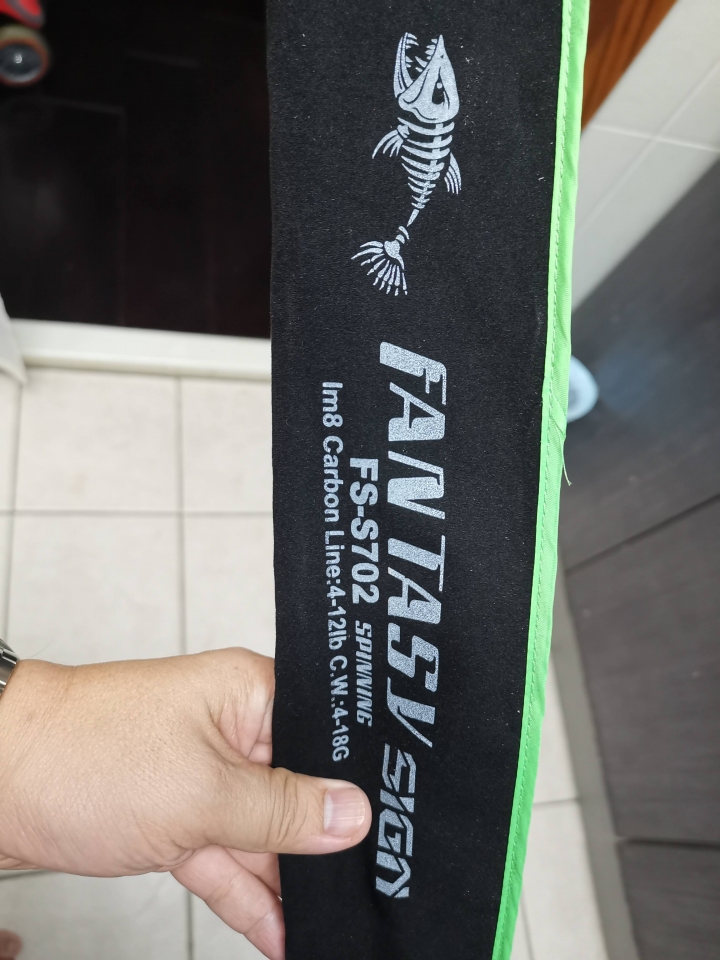 FANTASY SIGN
FS-S702 SPINNING
Im8 Carbon Line:4-12lb C.W.:4-18G